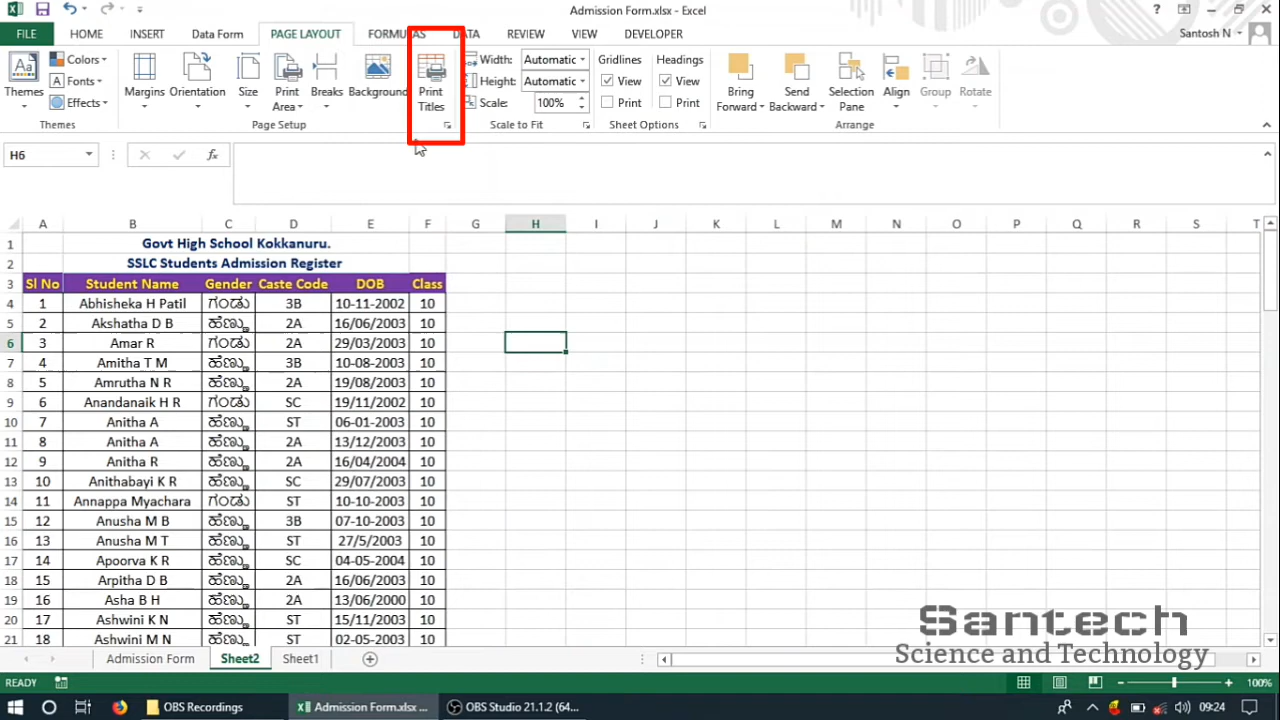 Admission Form.xlsx - Excel
FILE HOME INSERT Data Form PAGE LAYOUT FORMULAS DATA REVIEW VIEW DEVELOPER Santosh N
Themes Colors Fonts Effects
Margins Orientation Size Print Area Breaks Background Print Titles
Width: Automatic
Height: Automatic
Scale: 100%
Gridlines Headings
View View
Print Print
Bring Forward Send Backward Selection Pane Align Group Rotate
Themes Page Setup Scale to Fit Sheet Options Arrange
H6 fx
A B C D E F G H I J K L M N O P Q R S T
1 Govt High School Kokkanuru.
2 SSLC Students Admission Register
3 Sl No Student Name Gender Caste Code DOB Class
4 1 Abhisheka H Patil ಗಂಡು 3B 10-11-2002 10
5 2 Akshatha D B ಹೆಣ್ಣು 2A 16/06/2003 10
6 3 Amar R ಗಂಡು 2A 29/03/2003 10
7 4 Amitha T M ಹೆಣ್ಣು 3B 10-08-2003 10
8 5 Amrutha N R ಹೆಣ್ಣು 2A 19/08/2003 10
9 6 Anandanaik H R ಗಂಡು SC 19/11/2002 10
10 7 Anitha A ಹೆಣ್ಣು ST 06-01-2003 10
11 8 Anitha A ಹೆಣ್ಣು 2A 13/12/2003 10
12 9 Anitha R ಹೆಣ್ಣು 2A 16/04/2004 10
13 10 Anithabayi K R ಹೆಣ್ಣು SC 29/07/2003 10
14 11 Annappa Myachara ಗಂಡು ST 10-10-2003 10
15 12 Anusha M B ಹೆಣ್ಣು 3B 07-10-2003 10
16 13 Anusha M T ಹೆಣ್ಣು ST 27/5/2003 10
17 14 Apoorva K R ಹೆಣ್ಣು SC 04-05-2004 10
18 15 Arpitha D B ಹೆಣ್ಣು 2A 16/06/2003 10
19 16 Asha B H ಹೆಣ್ಣು 2A 13/06/2000 10
20 17 Ashwini K N ಹೆಣ್ಣು ST 15/11/2003 10
21 18 Ashwini M N ಹೆಣ್ಣು ST 02-05-2003 10
Santech
Science and Technology
Admission Form Sheet2 Sheet1
READY 100%
OBS Recordings Admission Form.xlsx ... OBS Studio 21.1.2 (64... 09:24